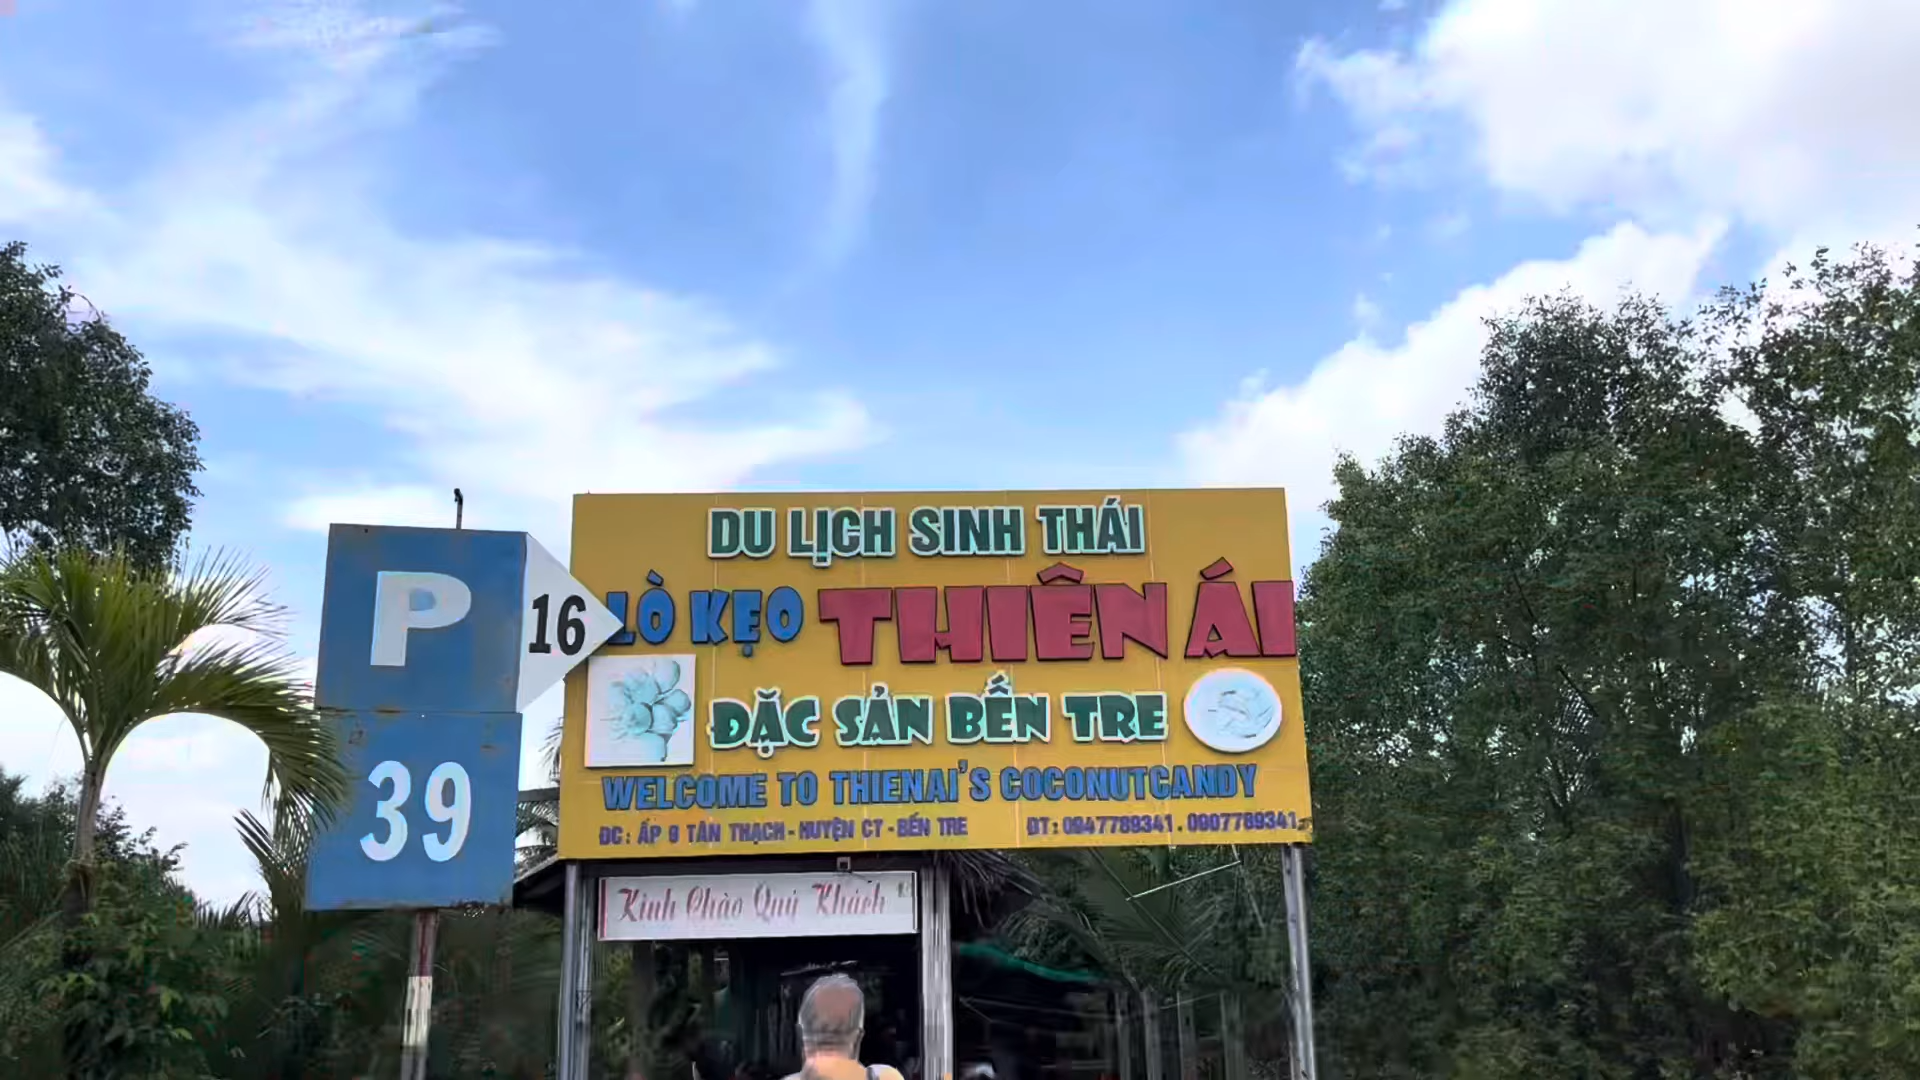 P
16
39
DU LỊCH SINH THÁI
LÒ KẸO THIÊN ÁI
ĐẶC SẢN BẾN TRE
WELCOME TO THIENAI'S COCONUTCANDY
ĐC: ẤP 9 TÂN THẠCH - HUYỆN CT - BẾN TRE ĐT: 0947789341. 0907789341
Kính Chào Quý Khách